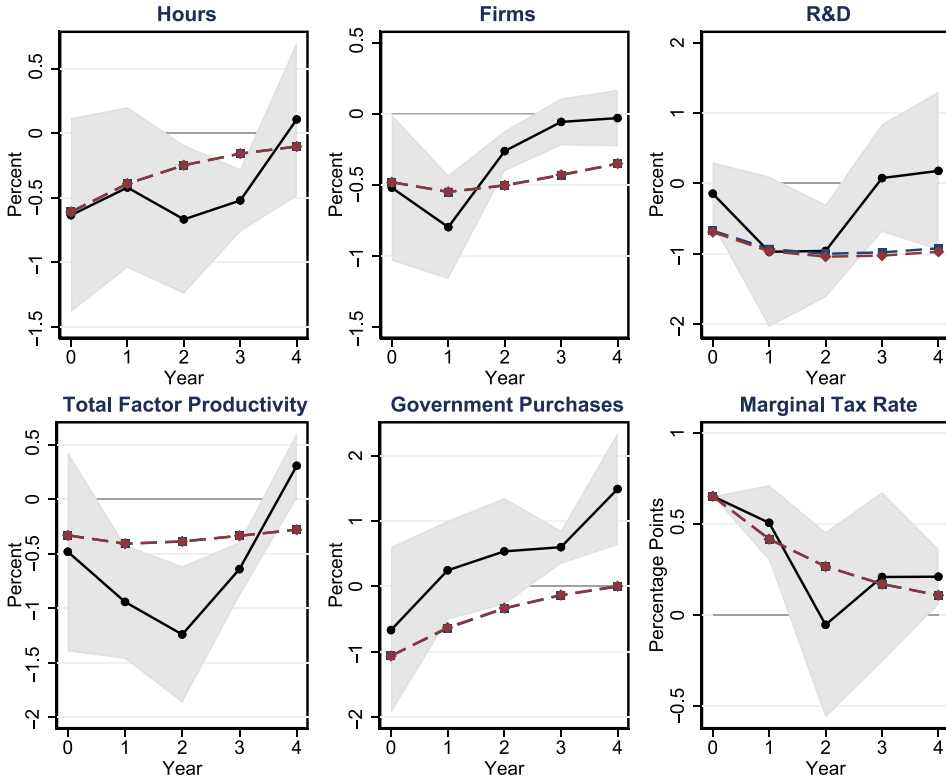 Hours
Percent
0.5
0
−0.5
−1
−1.5
0 1 2 3 4
Year
Firms
Percent
0.5
0
−0.5
−1
−1.5
0 1 2 3 4
Year
R&D
Percent
2
1
0
−1
−2
0 1 2 3 4
Year
Total Factor Productivity
Percent
0.5
0
−0.5
−1
−1.5
−2
0 1 2 3 4
Year
Government Purchases
Percent
2
1
0
−1
−2
0 1 2 3 4
Year
Marginal Tax Rate
Percentage Points
1
0.5
0
−0.5
0 1 2 3 4
Year